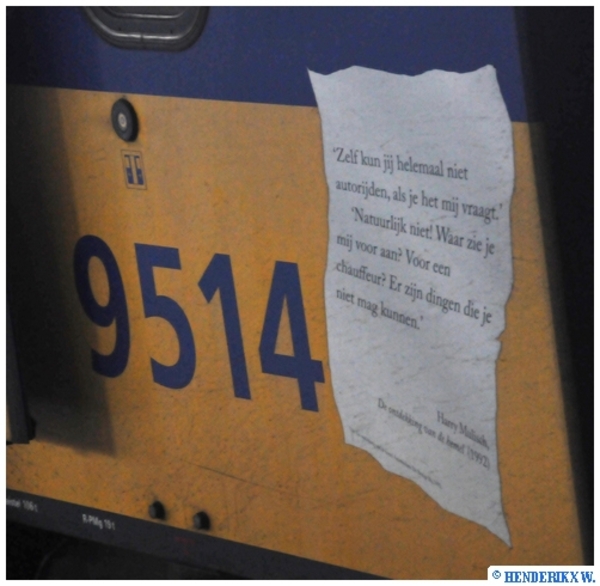 'Zelf kun jij helemaal niet
autorijden, als je het mij vraagt.'
'Natuurlijk niet! Waar zie je
mij voor aan? Voor een
chauffeur? Er zijn dingen die je
niet mag kunnen.'
Harry Mulisch,
De ontdekking van de hemel (1992)
9514
R-PMg 19 t
© HENDERIKX W.